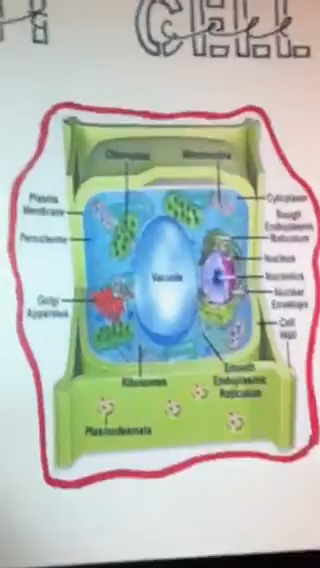 CELL
Chloroplast
Mitochondria
Plasma
Membrane
Cytoplasm
Rough
Endoplasmic
Reticulum
Peroxisome
Nucleus
Vacuole
Nucleolus
Nuclear
Envelope
Golgi
Apparatus
Cell
Wall
Ribosomes
Smooth
Endoplasmic
Reticulum
Plasmodesmata